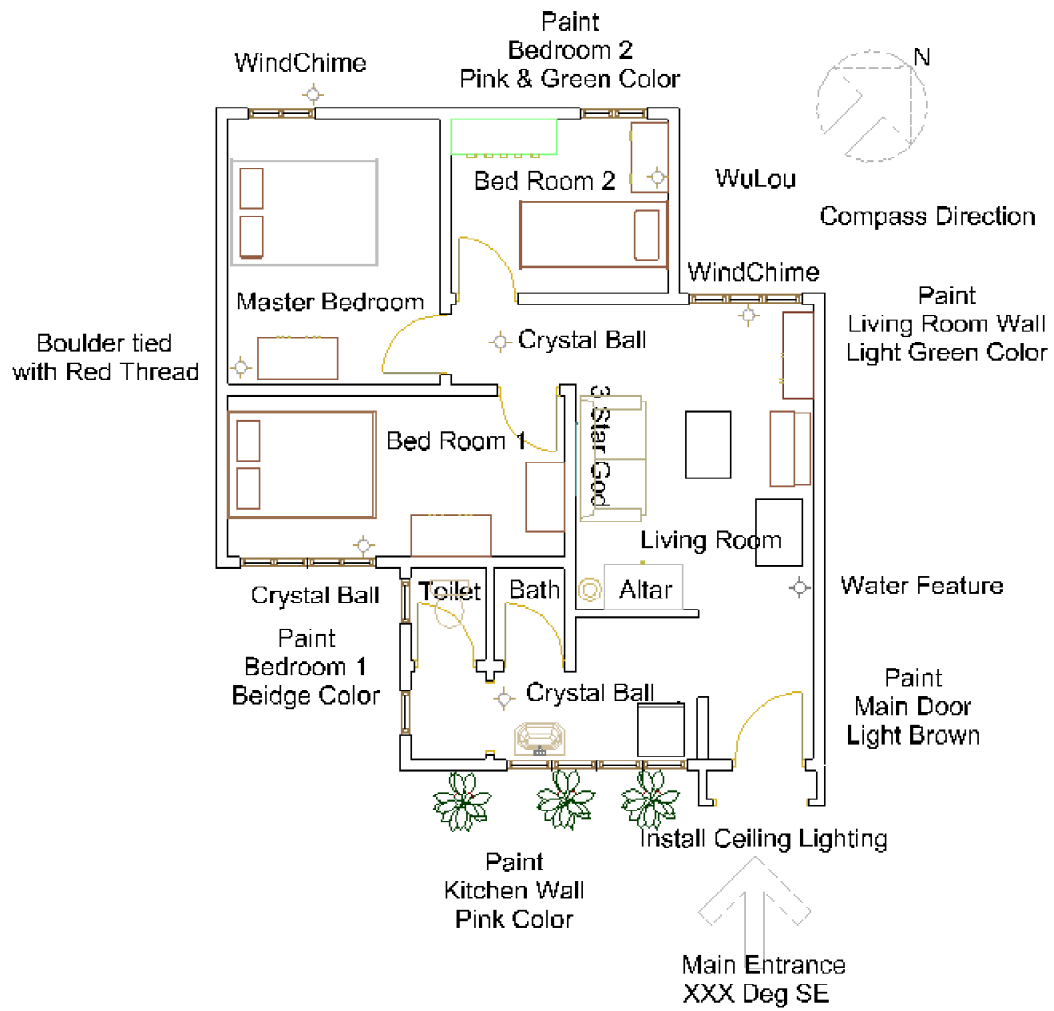 Paint
Bedroom 2
Pink & Green Color
WindChime
N
WuLou
Bed Room 2
Compass Direction
WindChime
Master Bedroom
Paint
Living Room Wall
Light Green Color
Boulder tied
with Red Thread
Crystal Ball
3 Star God
Bed Room 1
Living Room
Crystal Ball
Toilet
Bath
Altar
Water Feature
Paint
Bedroom 1
Beidge Color
Crystal Ball
Paint
Main Door
Light Brown
Install Ceiling Lighting
Paint
Kitchen Wall
Pink Color
Main Entrance
XXX Deg SE